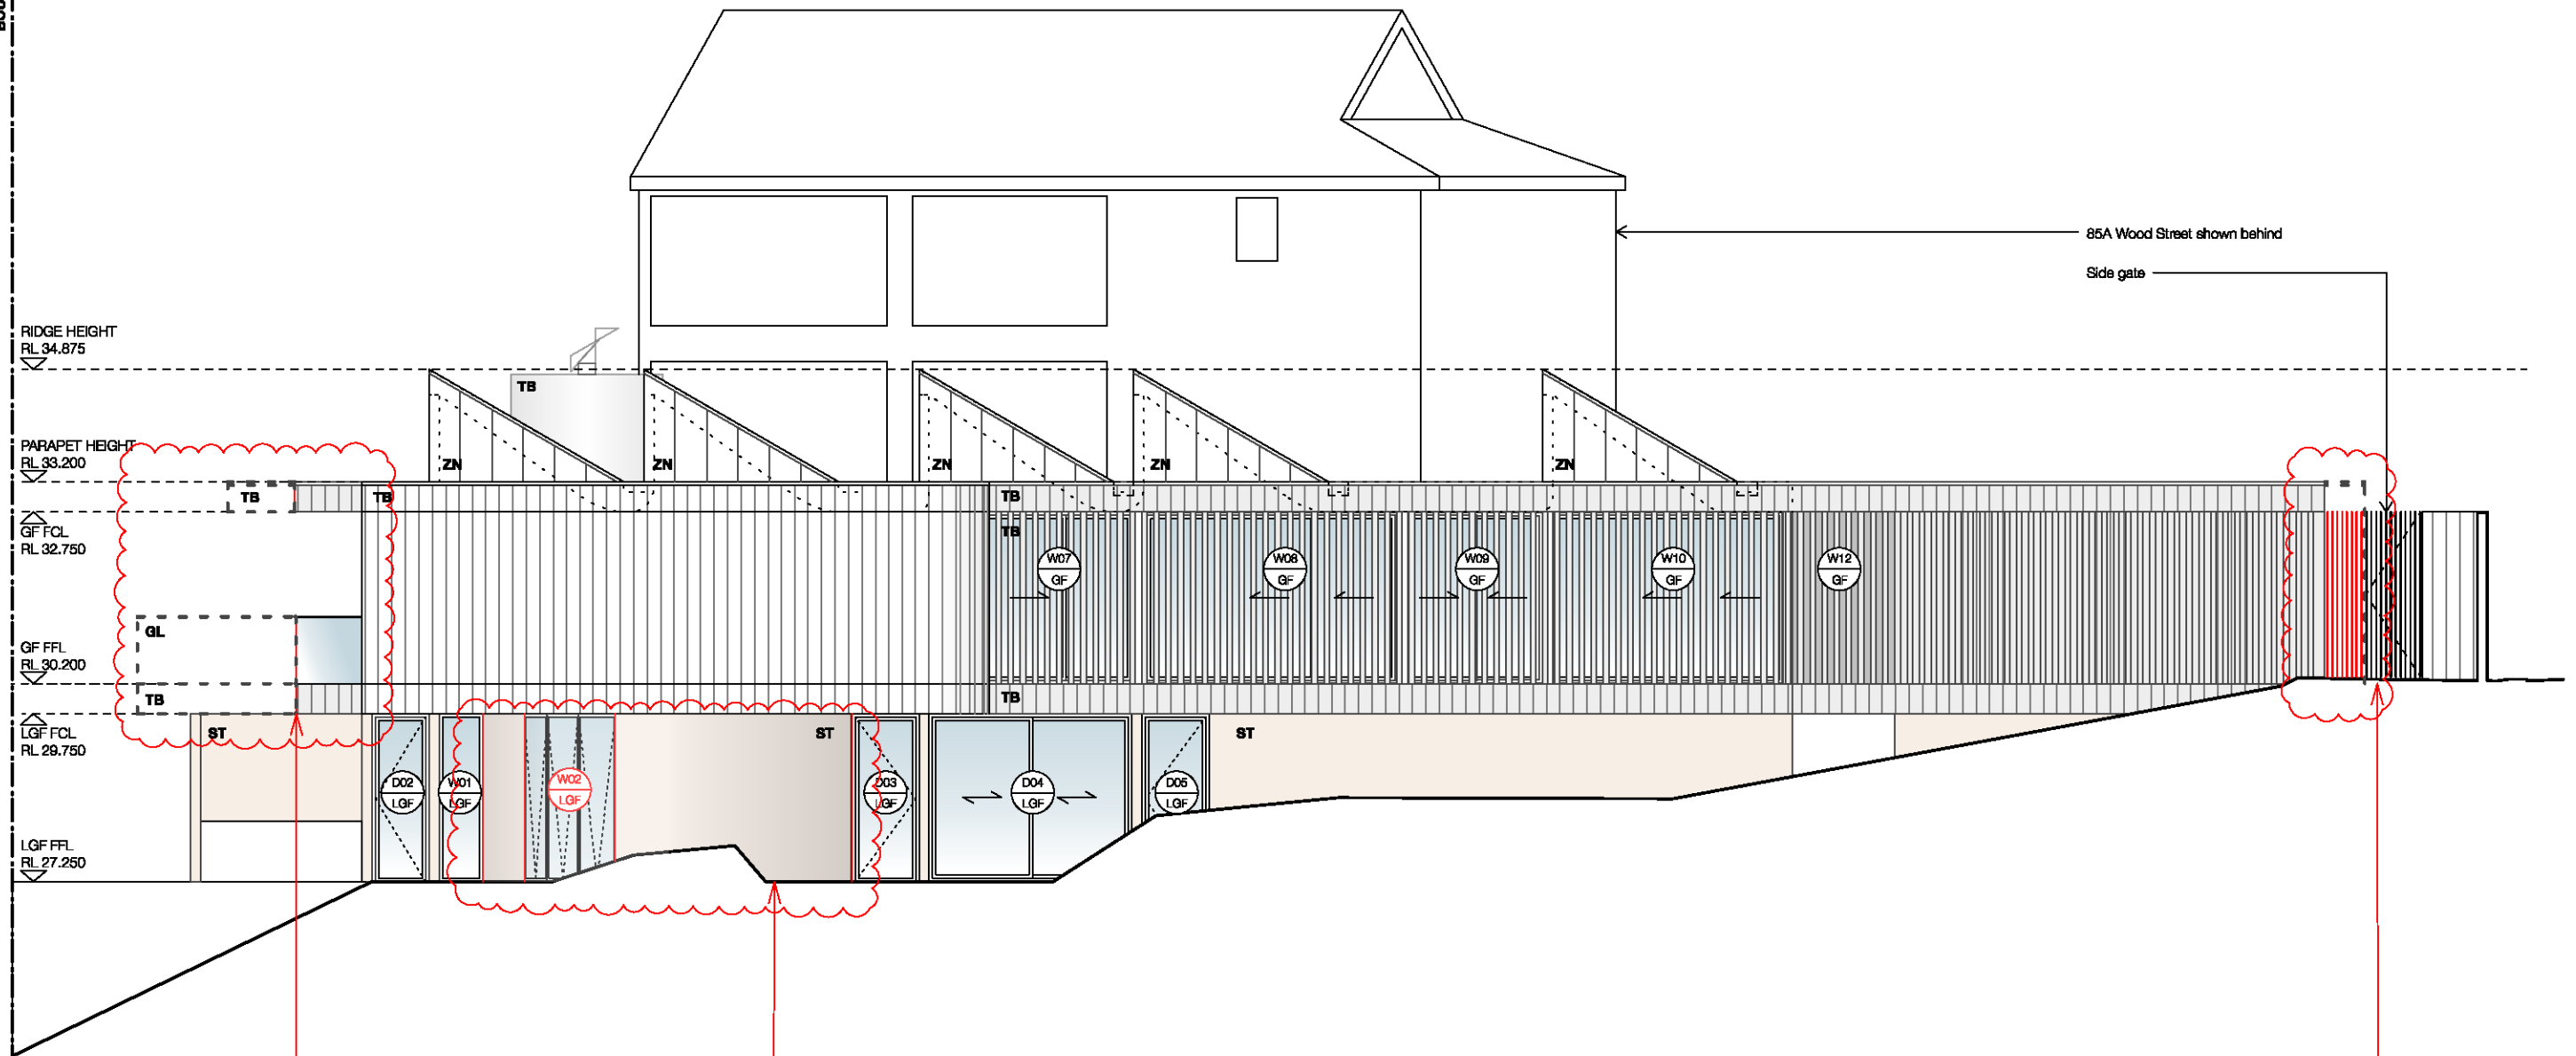 85A Wood Street shown behind
Side gate
RIDGE HEIGHT
RL 34.875
TB
PARAPET HEIGHT
RL 33.200
ZN
ZN
ZN
ZN
ZN
TB
TB
TB
GF FCL
RL 32.750
TB
W07
GF
W08
GF
W09
GF
W10
GF
W12
GF
GL
GF FFL
RL 30.200
TB
TB
LGF FCL
RL 29.750
ST
ST
ST
D02
LGF
W01
LGF
W02
LGF
D03
LGF
D04
LGF
D05
LGF
LGF FFL
RL 27.250